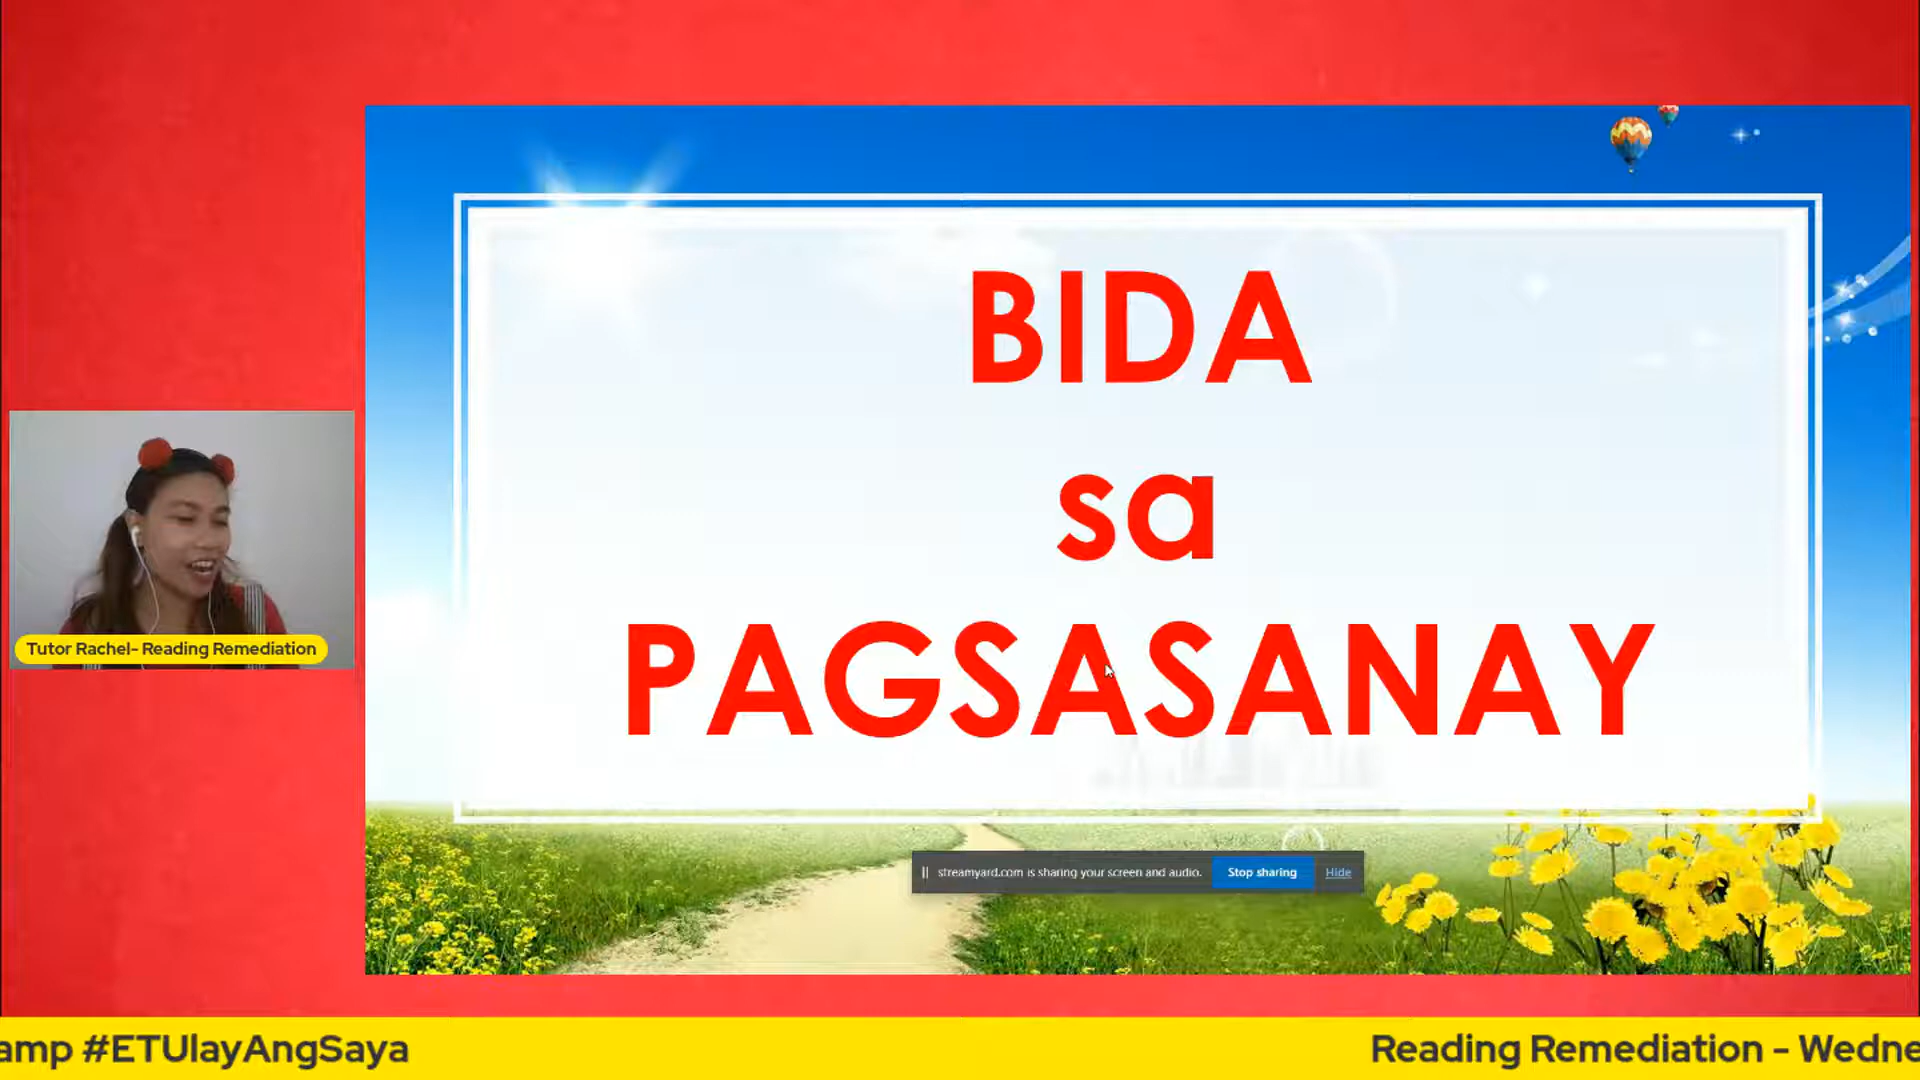 BIDA
sa
PAGSASANAY
Tutor Rachel- Reading Remediation
streamyard.com is sharing your screen and audio. Stop sharing Hide
amp #ETUlayAngSaya Reading Remediation - Wedne